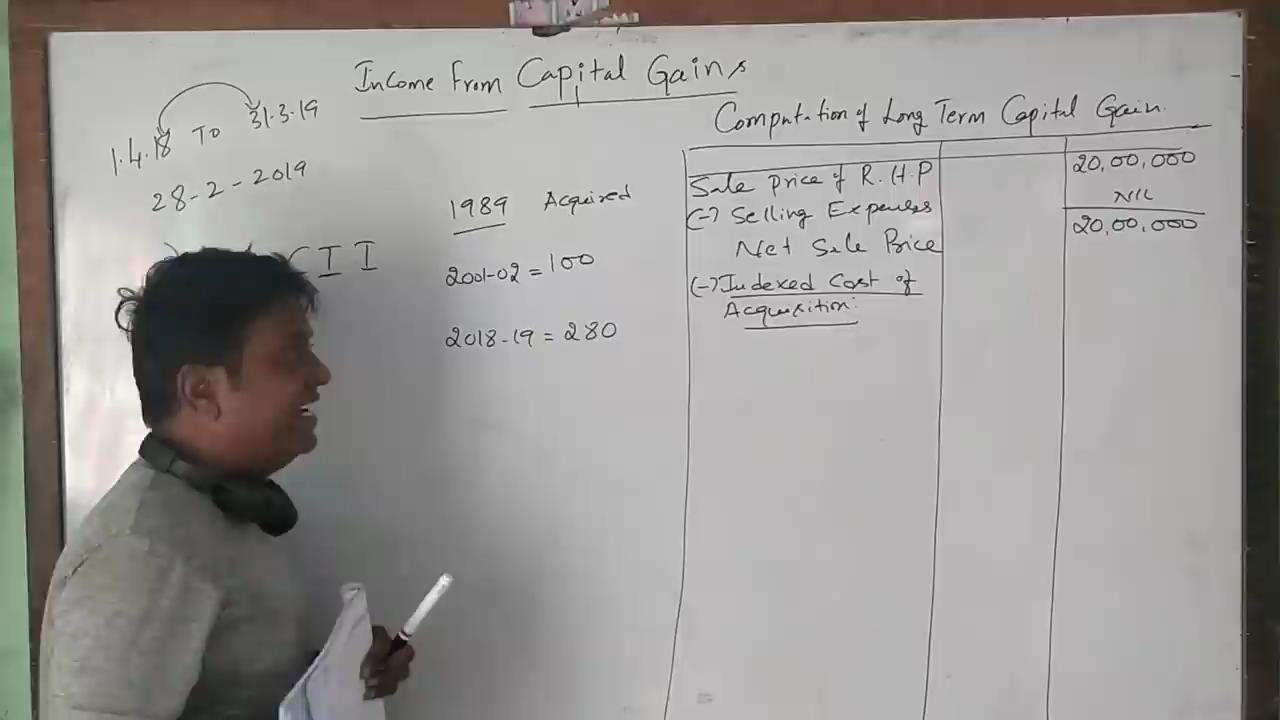 Income From Capital Gains
1.4.18 To 31.3.19
28-2-2019
CII
1989 Acquired
2001-02 = 100
2018-19 = 280
Computation of Long Term Capital Gain
Sale Price of R.H.P 20,00,000
(-) Selling Expenses NIL
Net Sale Price 20,00,000
(-) Indexed Cost of
Acquisition: